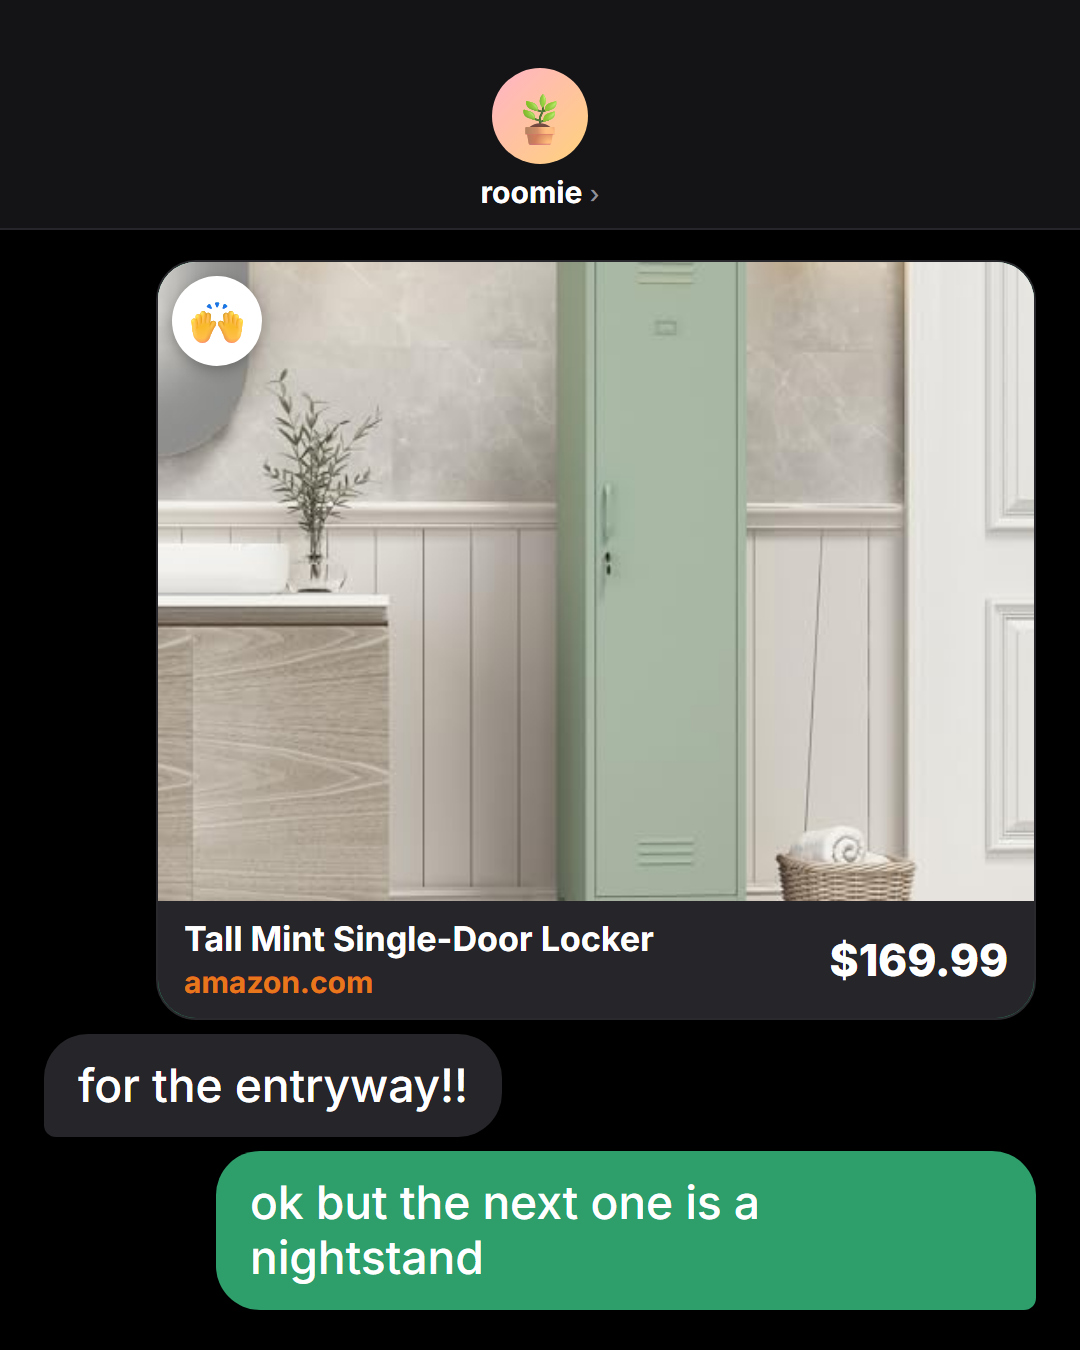 roomie ›
Tall Mint Single-Door Locker
amazon.com
$169.99
for the entryway!!
ok but the next one is a
nightstand